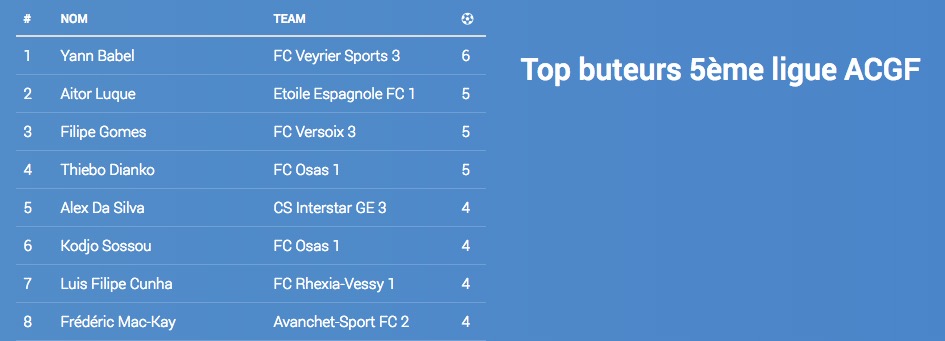 # NOM TEAM
1 Yann Babel FC Veyrier Sports 3 6
2 Aitor Luque Etoile Espagnole FC 1 5
3 Filipe Gomes FC Versoix 3 5
4 Thiebo Dianko FC Osas 1 5
5 Alex Da Silva CS Interstar GE 3 4
6 Kodjo Sossou FC Osas 1 4
7 Luis Filipe Cunha FC Rhexia-Vessy 1 4
8 Frédéric Mac-Kay Avanchet-Sport FC 2 4
Top buteurs 5ème ligue ACGF